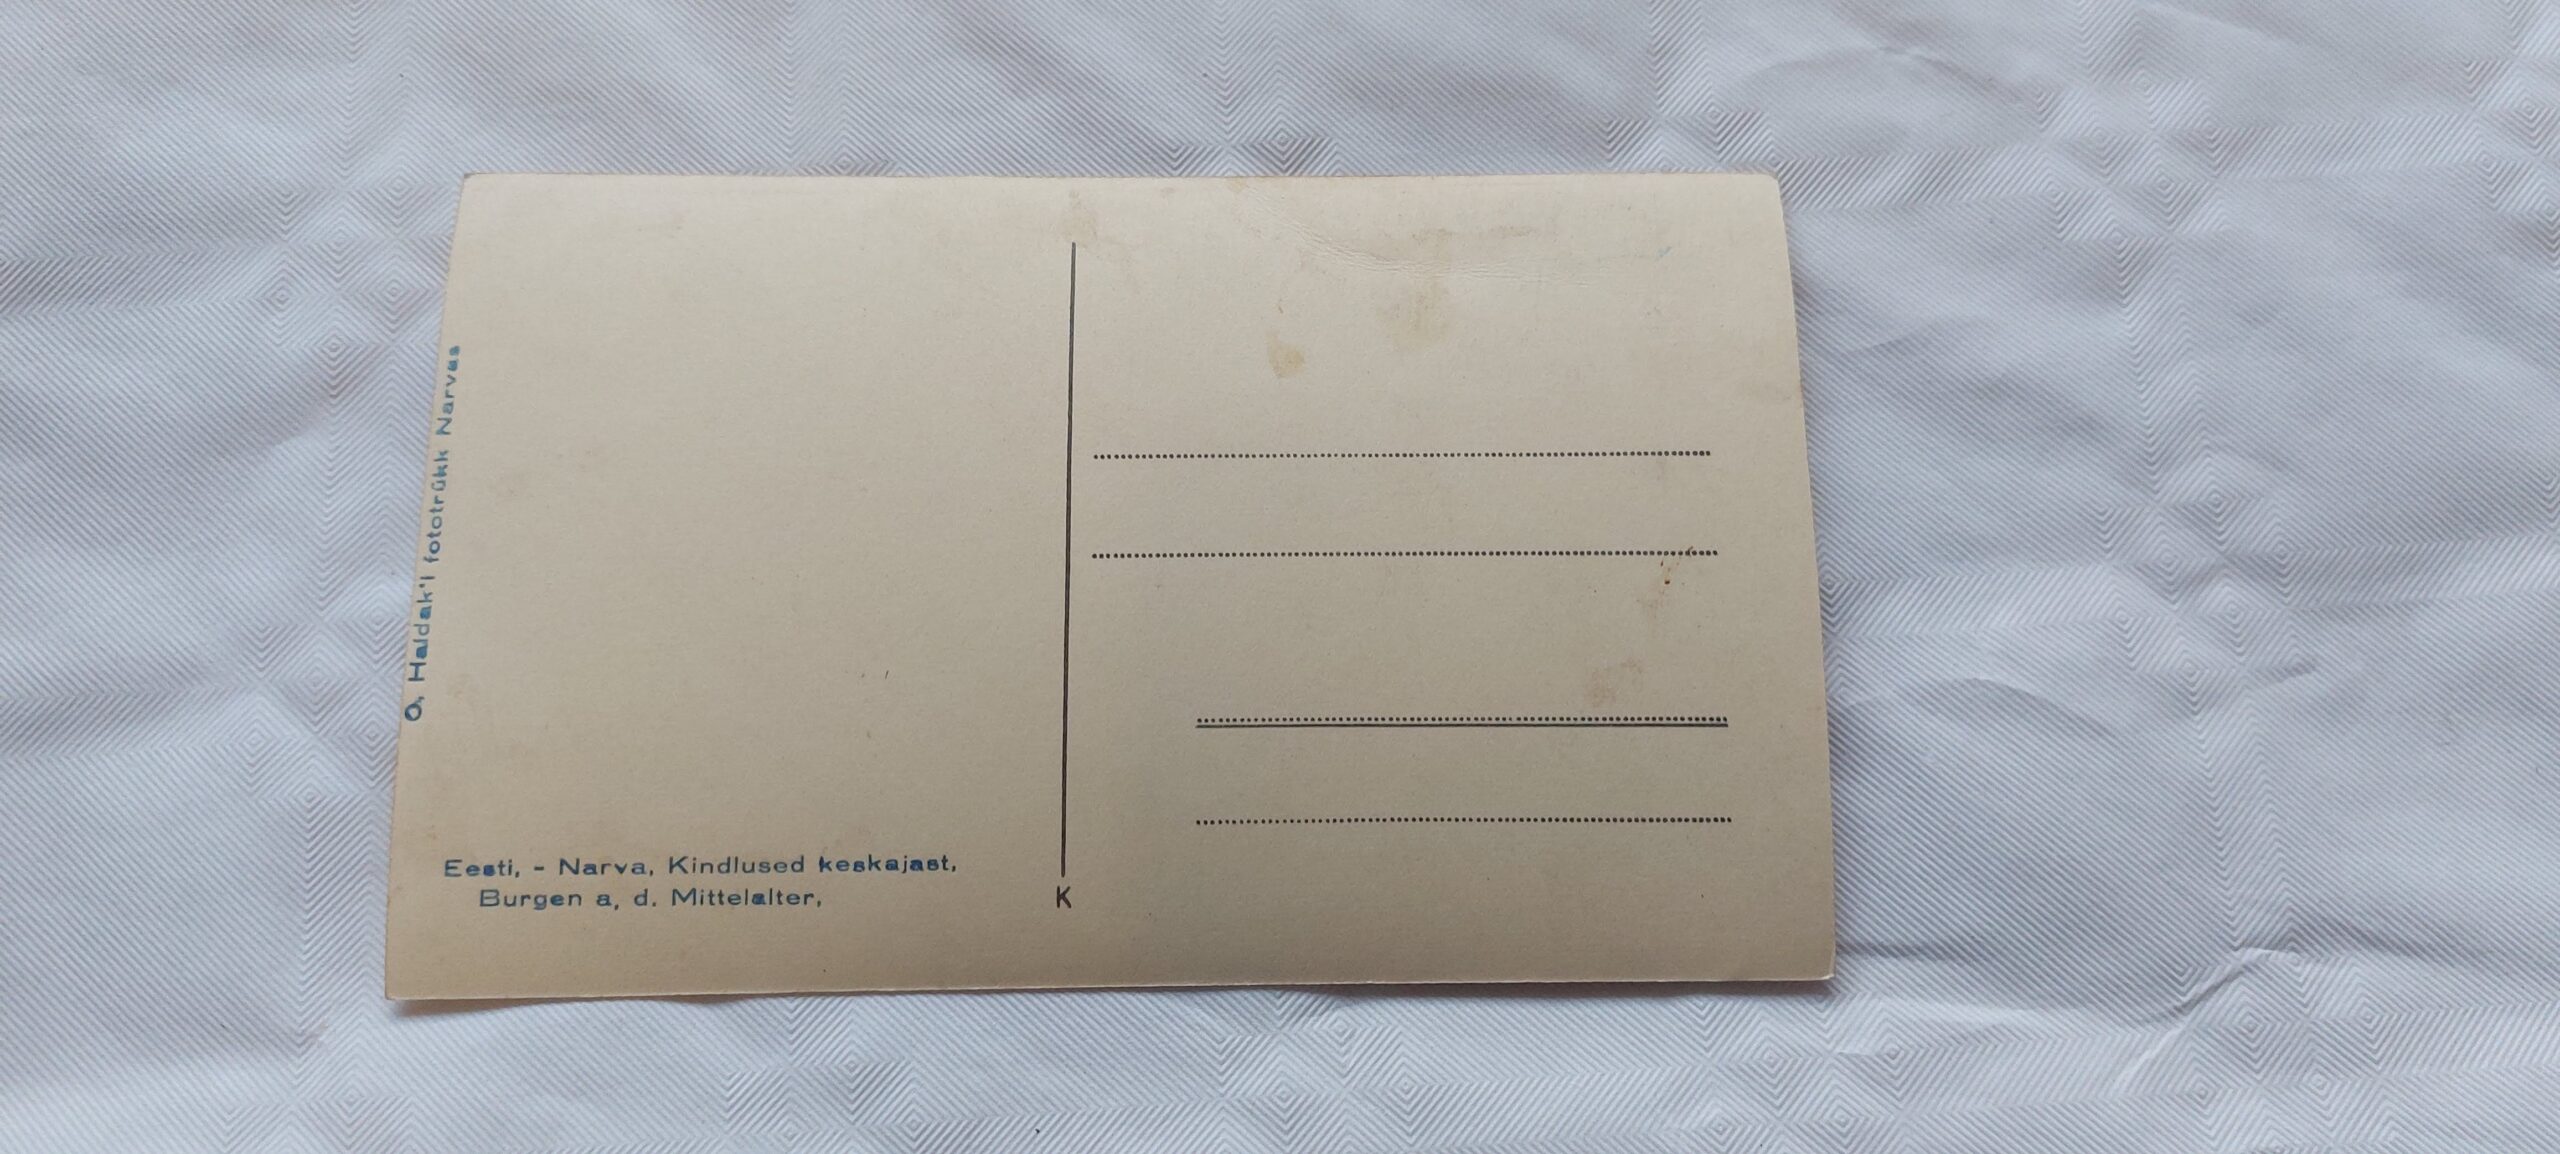 O. Haldak'i fototrükk Narvas
Eesti, - Narva, Kindlused keskajast,
Burgen a, d. Mittelalter,
K